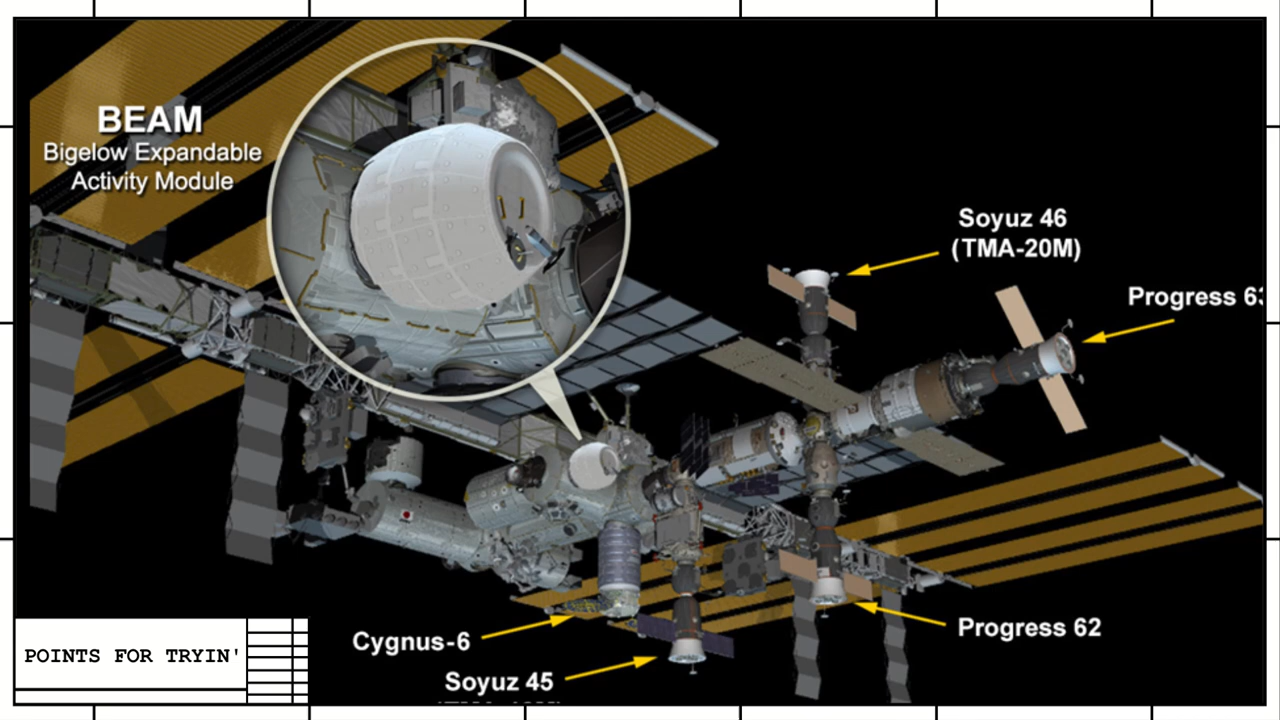 BEAM
Bigelow Expandable
Activity Module
Soyuz 46
(TMA-20M)
Progress 63
Cygnus-6
Progress 62
Soyuz 45
POINTS FOR TRYIN'